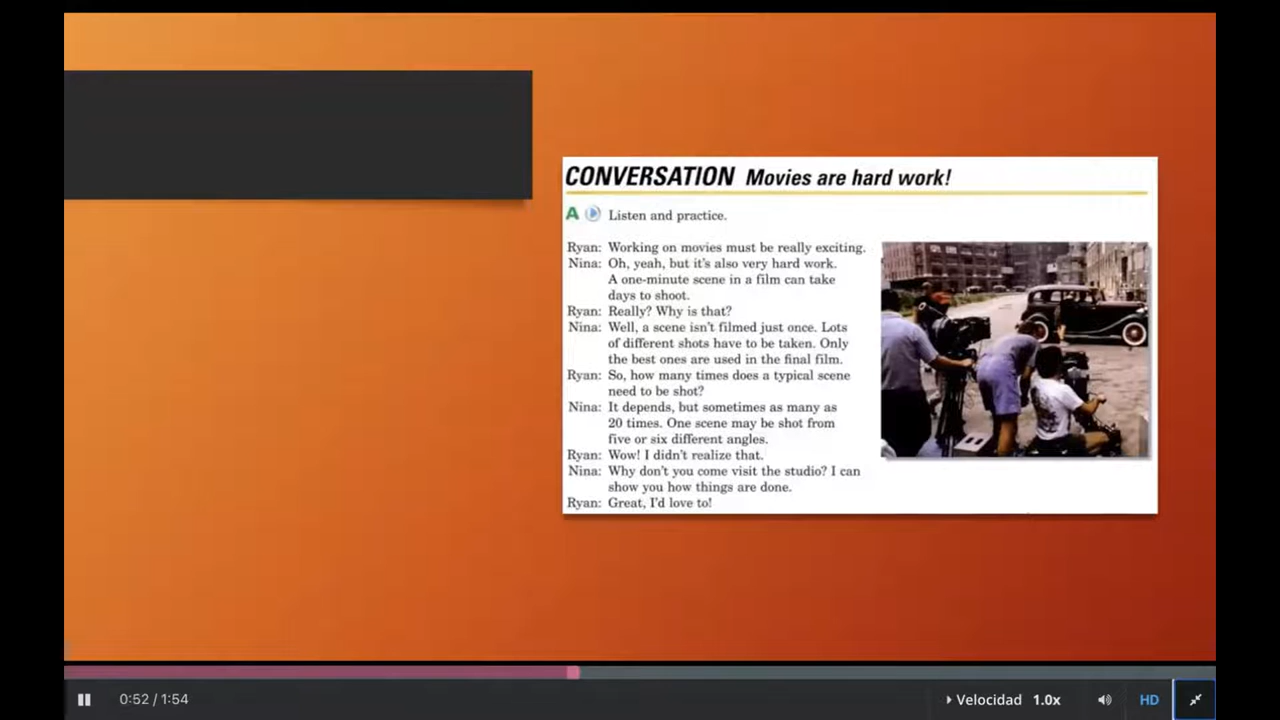 CONVERSATION Movies are hard work!
A Listen and practice.
Ryan: Working on movies must be really exciting.
Nina: Oh, yeah, but it's also very hard work.
A one-minute scene in a film can take
days to shoot.
Ryan: Really? Why is that?
Nina: Well, a scene isn't filmed just once. Lots
of different shots have to be taken. Only
the best ones are used in the final film.
Ryan: So, how many times does a typical scene
need to be shot?
Nina: It depends, but sometimes as many as
20 times. One scene may be shot from
five or six different angles.
Ryan: Wow! I didn't realize that.
Nina: Why don't you come visit the studio? I can
show you how things are done.
Ryan: Great, I'd love to!
0:52 / 1:54 Velocidad 1.0x HD